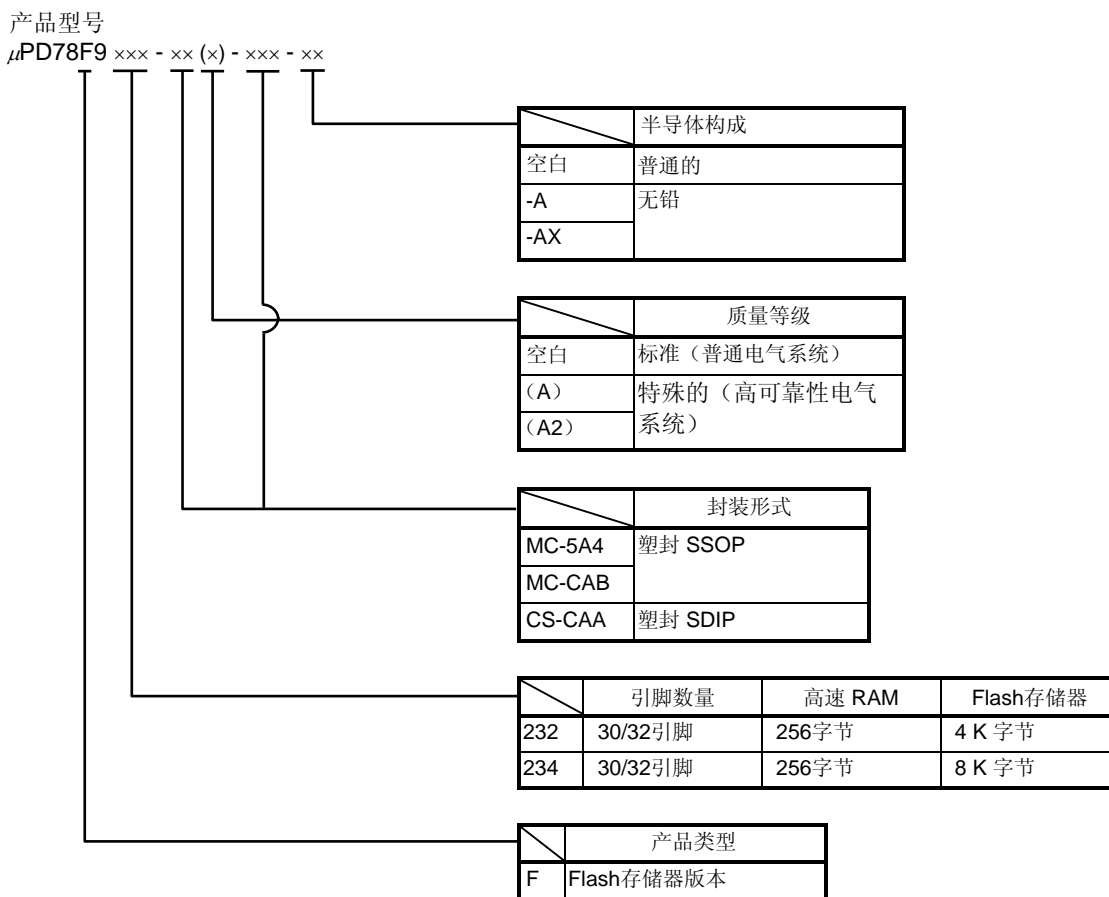 产品型号
μPD78F9 ××× - ×× (×) - ××× - ××
半导体构成
空白 普通的
-A 无铅
-AX
质量等级
空白 标准（普通电气系统）
（A） 特殊的（高可靠性电气
（A2） 系统）
封装形式
MC-5A4 塑封 SSOP
MC-CAB
CS-CAA 塑封 SDIP
引脚数量 高速 RAM Flash存储器
232 30/32引脚 256字节 4 K 字节
234 30/32引脚 256字节 8 K 字节
产品类型
F Flash存储器版本